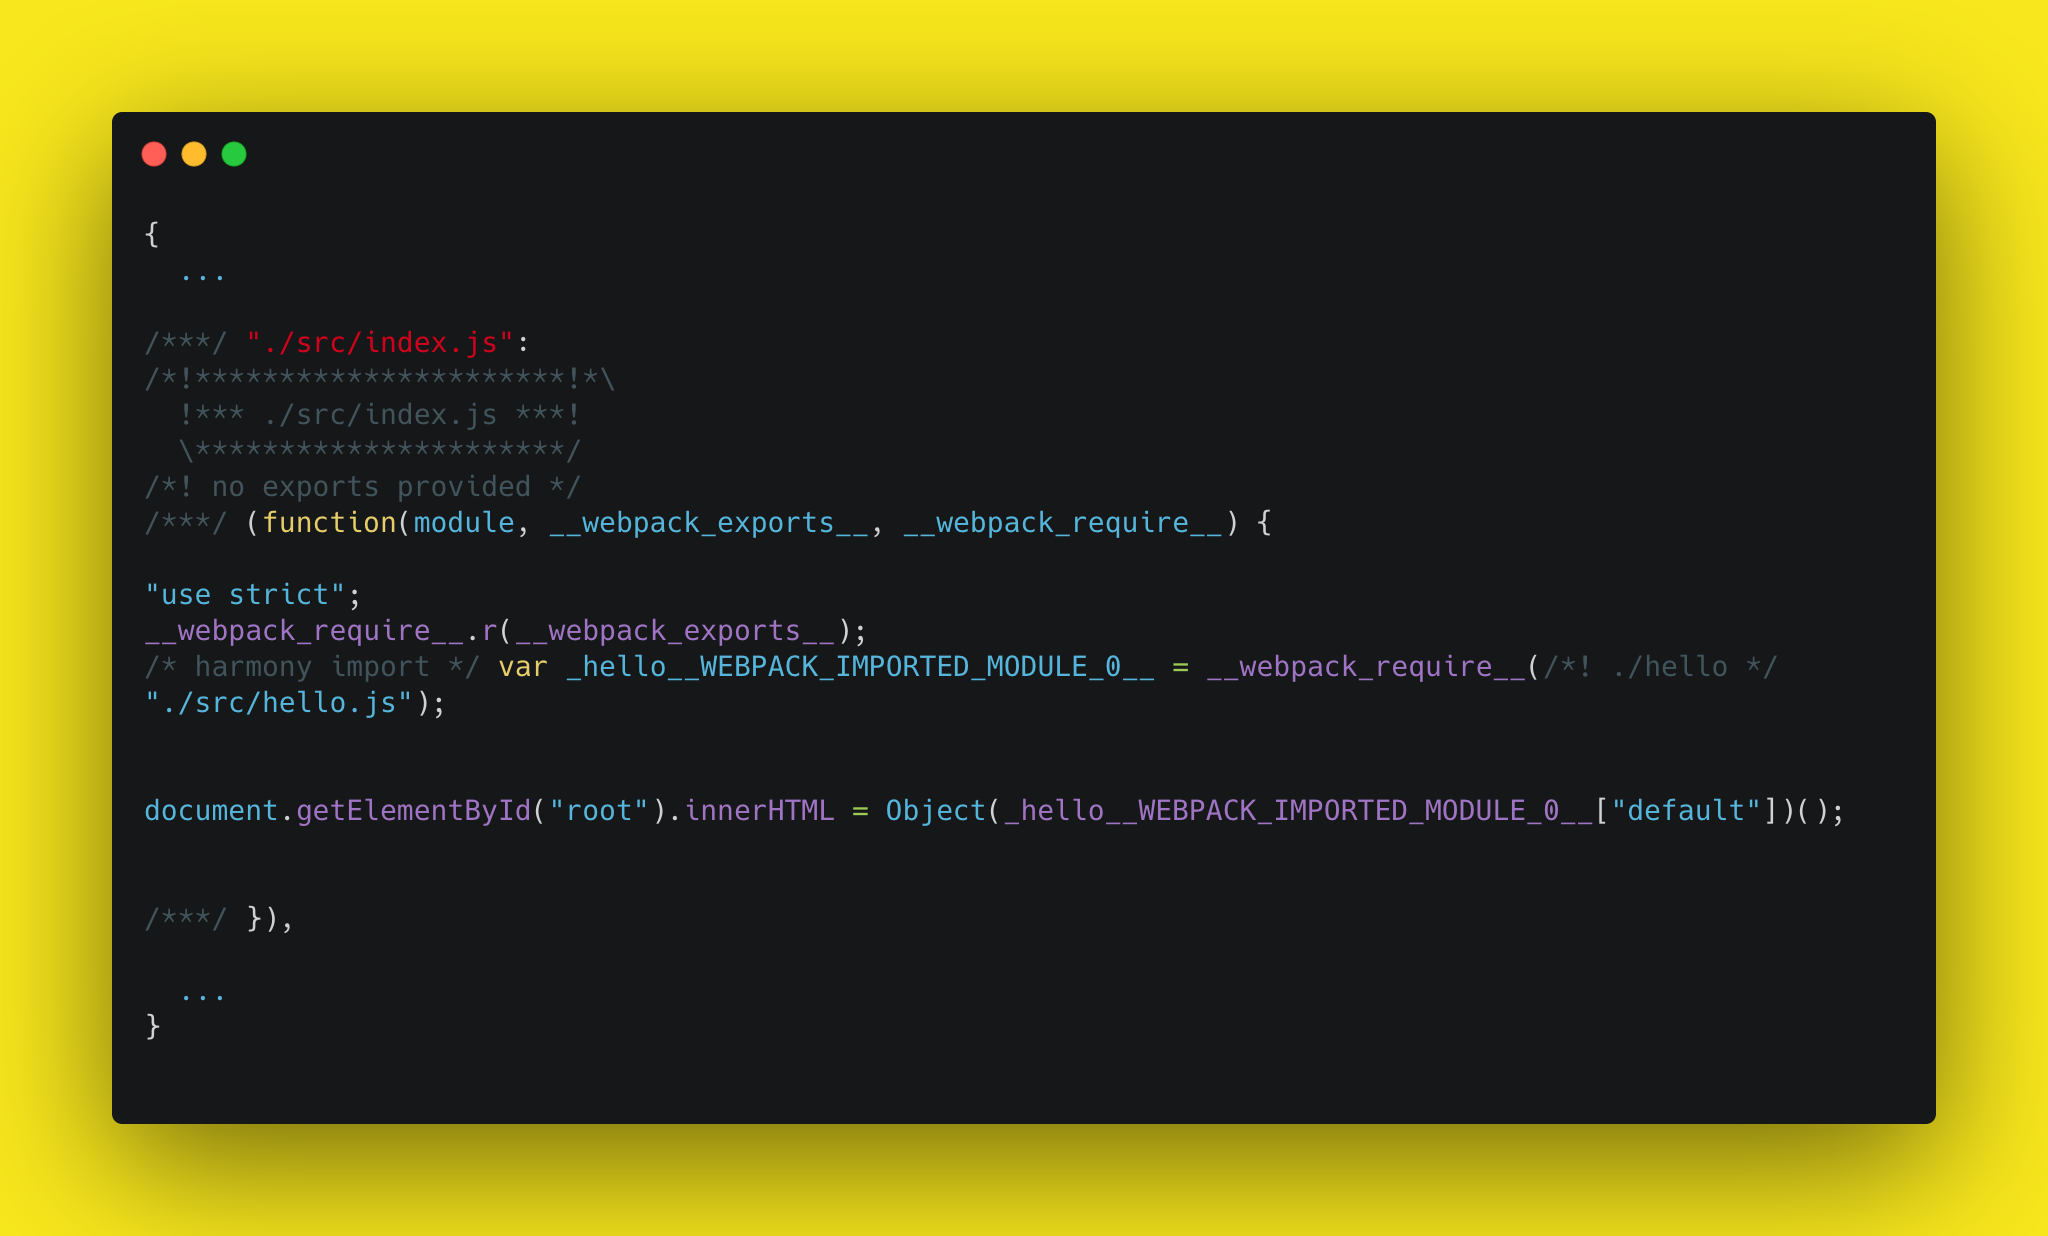 {
  ...

/***/ "./src/index.js":
/*!**********************!*\
  !*** ./src/index.js ***!
  \**********************/
/*! no exports provided */
/***/ (function(module, __webpack_exports__, __webpack_require__) {

"use strict";
__webpack_require__.r(__webpack_exports__);
/* harmony import */ var _hello__WEBPACK_IMPORTED_MODULE_0__ = __webpack_require__(/*! ./hello */
"./src/hello.js");


document.getElementById("root").innerHTML = Object(_hello__WEBPACK_IMPORTED_MODULE_0__["default"])();


/***/ }),

  ...
}